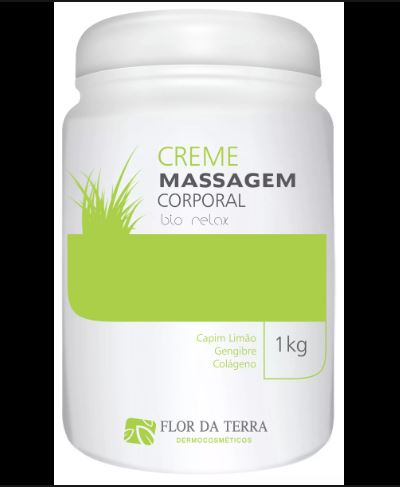 CREME
MASSAGEM
CORPORAL
bio relax
Capim Limão
Gengibre
Colágeno
1kg
FLOR DA TERRA
DERMOCOSMÉTICOS